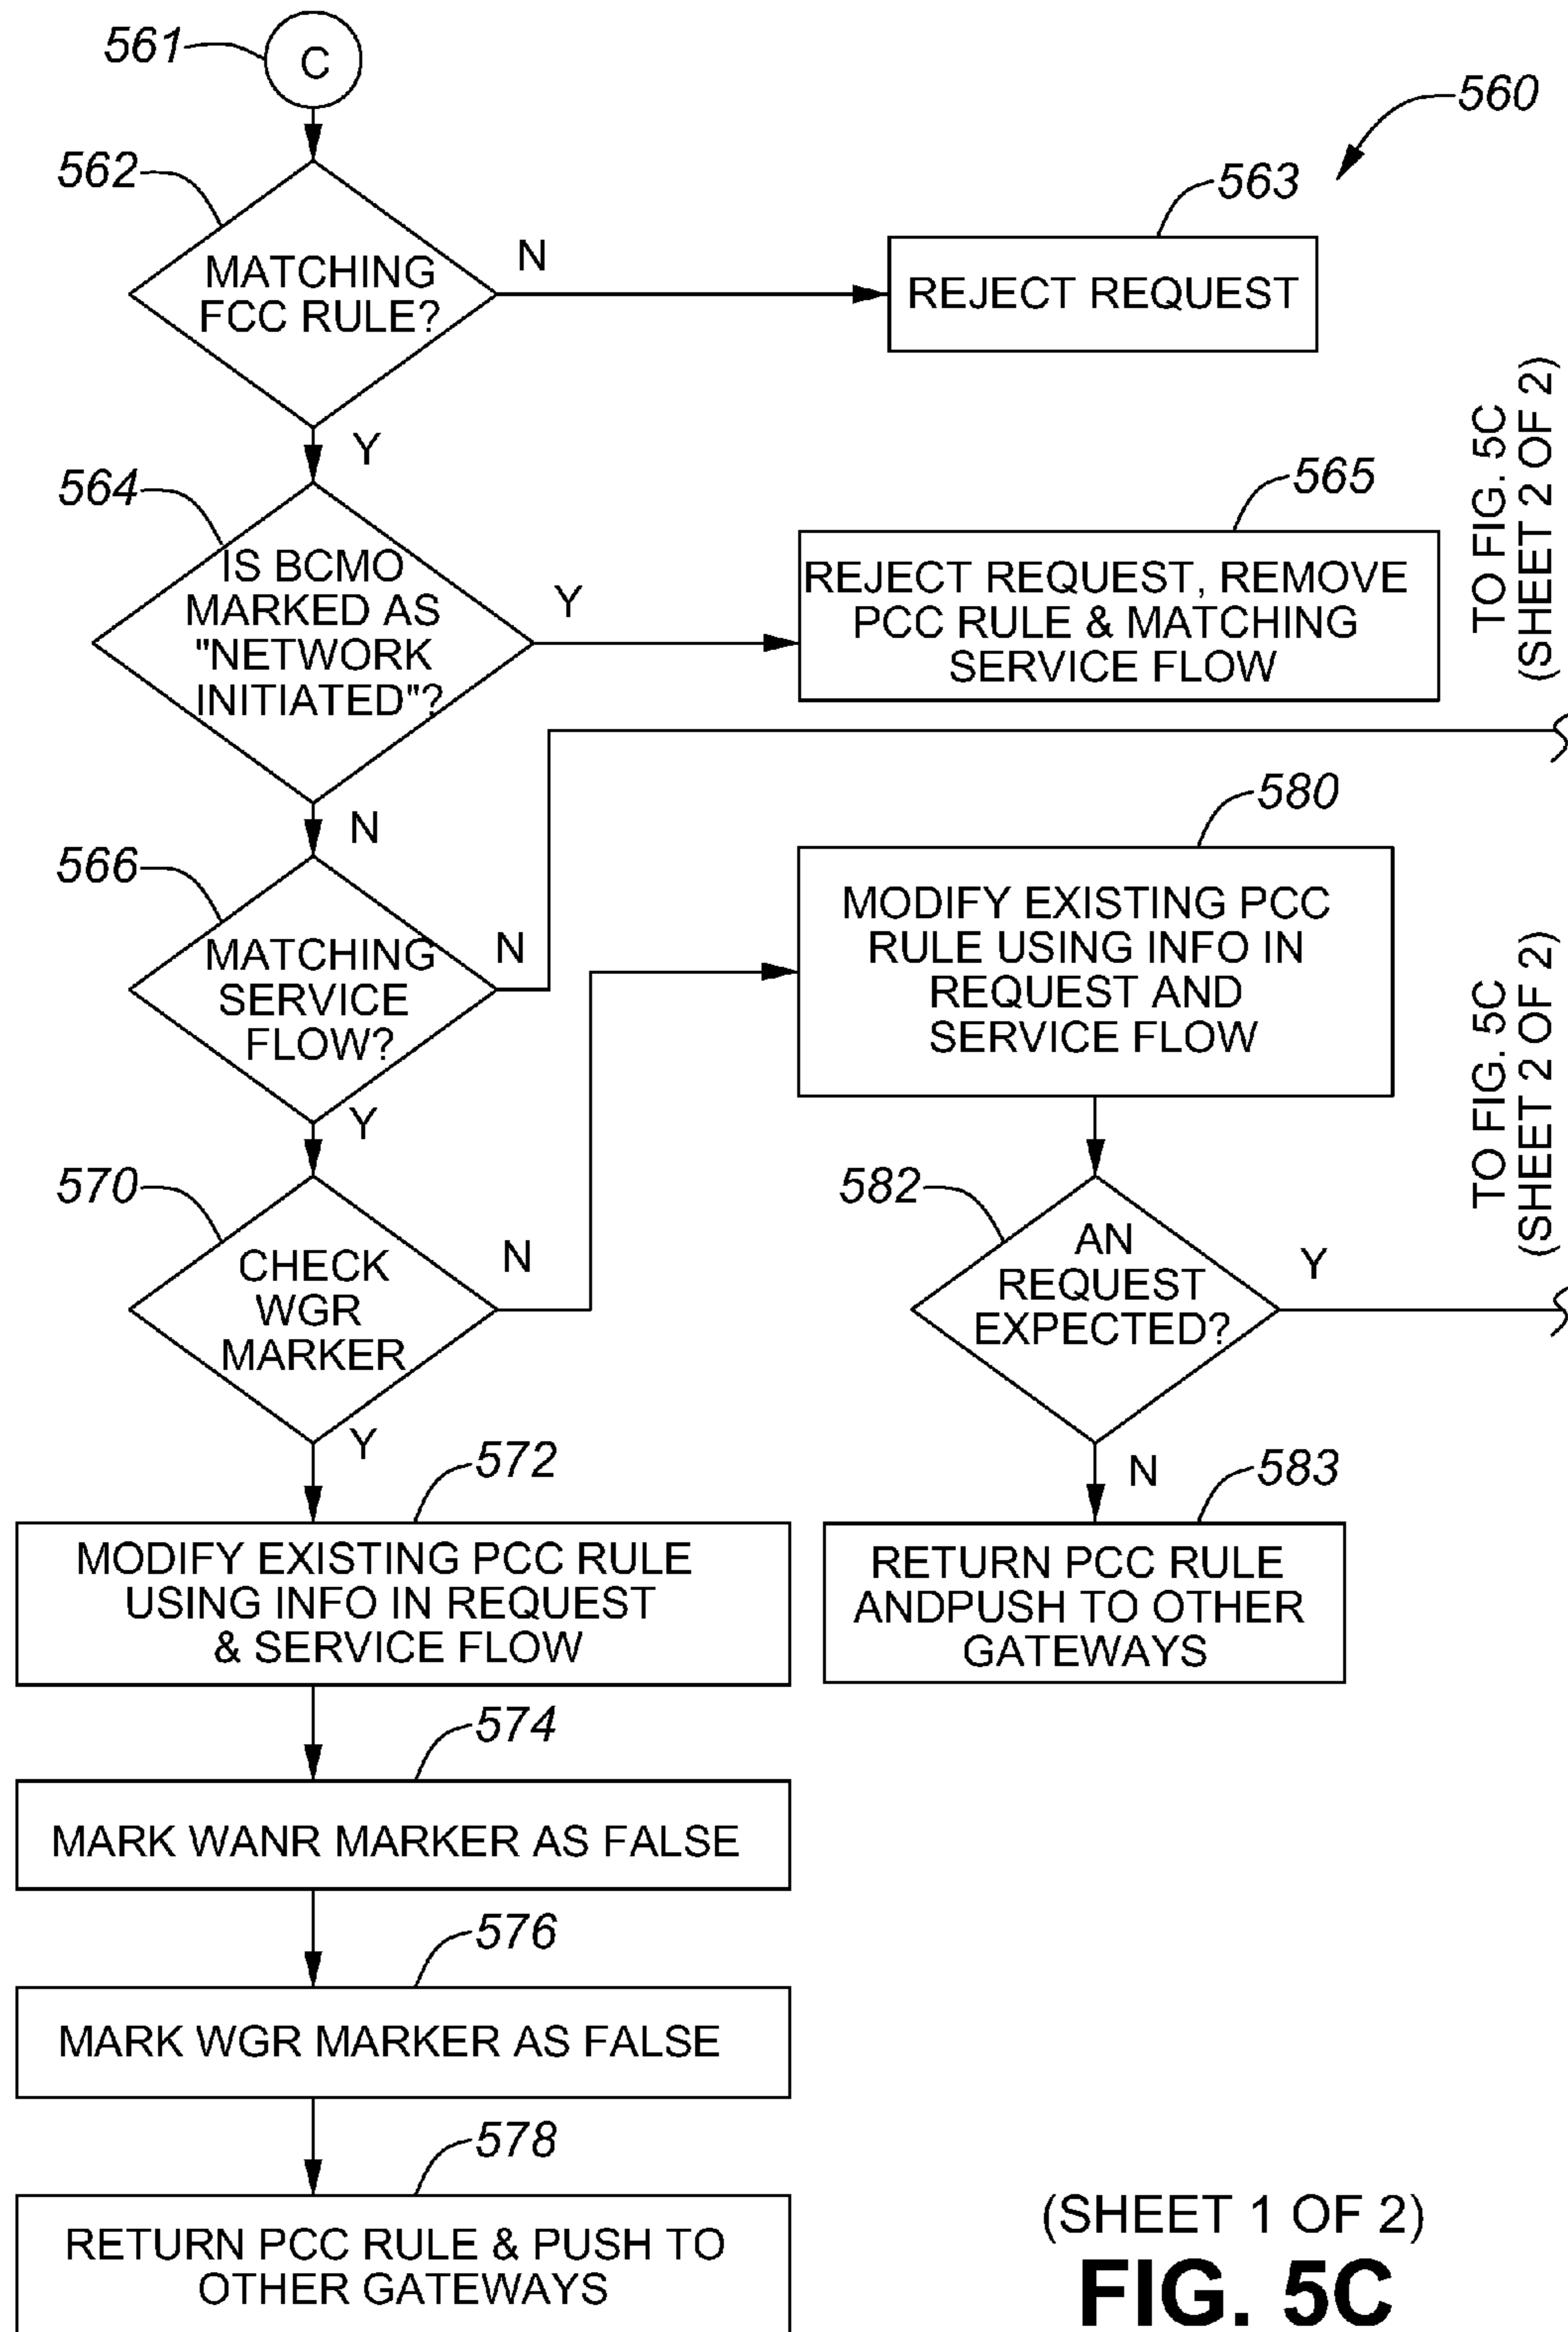 561
C
560
562
MATCHING
FCC RULE?
N
563
REJECT REQUEST
Y
564
IS BCMO
MARKED AS
"NETWORK
INITIATED"?
Y
565
REJECT REQUEST, REMOVE
PCC RULE & MATCHING
SERVICE FLOW
TO FIG. 5C
(SHEET 2 OF 2)
N
566
MATCHING
SERVICE
FLOW?
N
580
MODIFY EXISTING PCC
RULE USING INFO IN
REQUEST AND
SERVICE FLOW
Y
570
CHECK
WGR
MARKER
N
582
AN
REQUEST
EXPECTED?
Y
TO FIG. 5C
(SHEET 2 OF 2)
Y
572
MODIFY EXISTING PCC RULE
USING INFO IN REQUEST
& SERVICE FLOW
N
583
RETURN PCC RULE
ANDPUSH TO OTHER
GATEWAYS
574
MARK WANR MARKER AS FALSE
576
MARK WGR MARKER AS FALSE
578
RETURN PCC RULE & PUSH TO
OTHER GATEWAYS
(SHEET 1 OF 2)
FIG. 5C